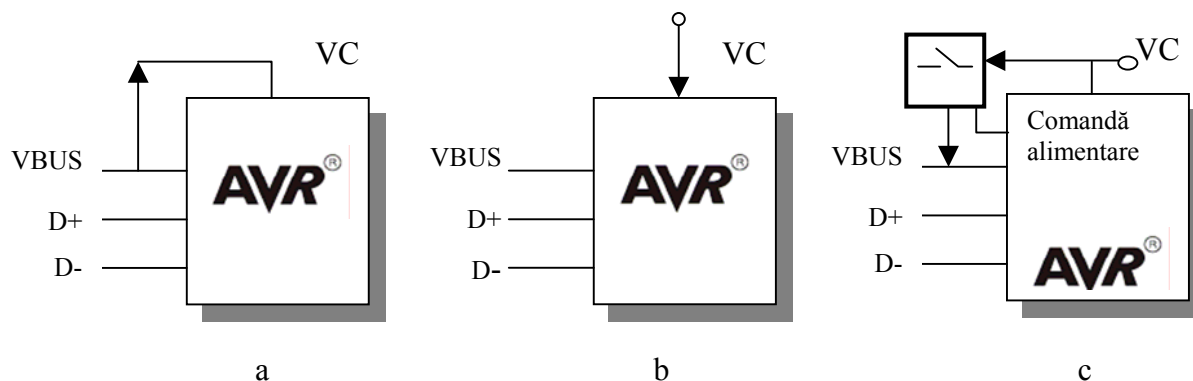 VC
VBUS
AVR®
D+
D-
a
VC
VBUS
AVR®
D+
D-
b
VC
Comandă
alimentare
VBUS
D+
D-
AVR®
c